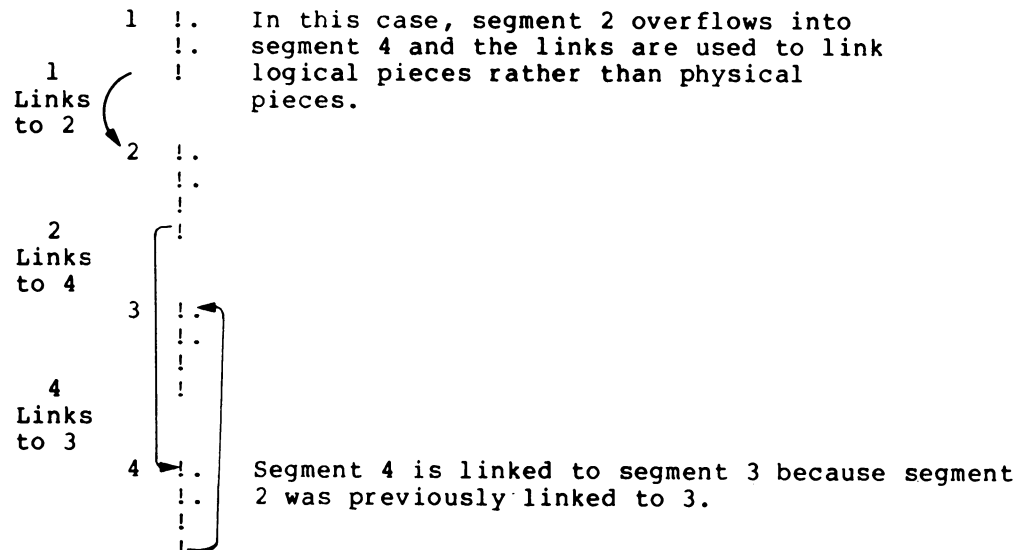 1 !. In this case, segment 2 overflows into
!. segment 4 and the links are used to link
1 ! logical pieces rather than physical
Links pieces.
to 2
2 !.
!.
!
2 !
Links
to 4
3 !.
!.
!
4 !
Links
to 3
4 !. Segment 4 is linked to segment 3 because segment
!. 2 was previously linked to 3.
!
!